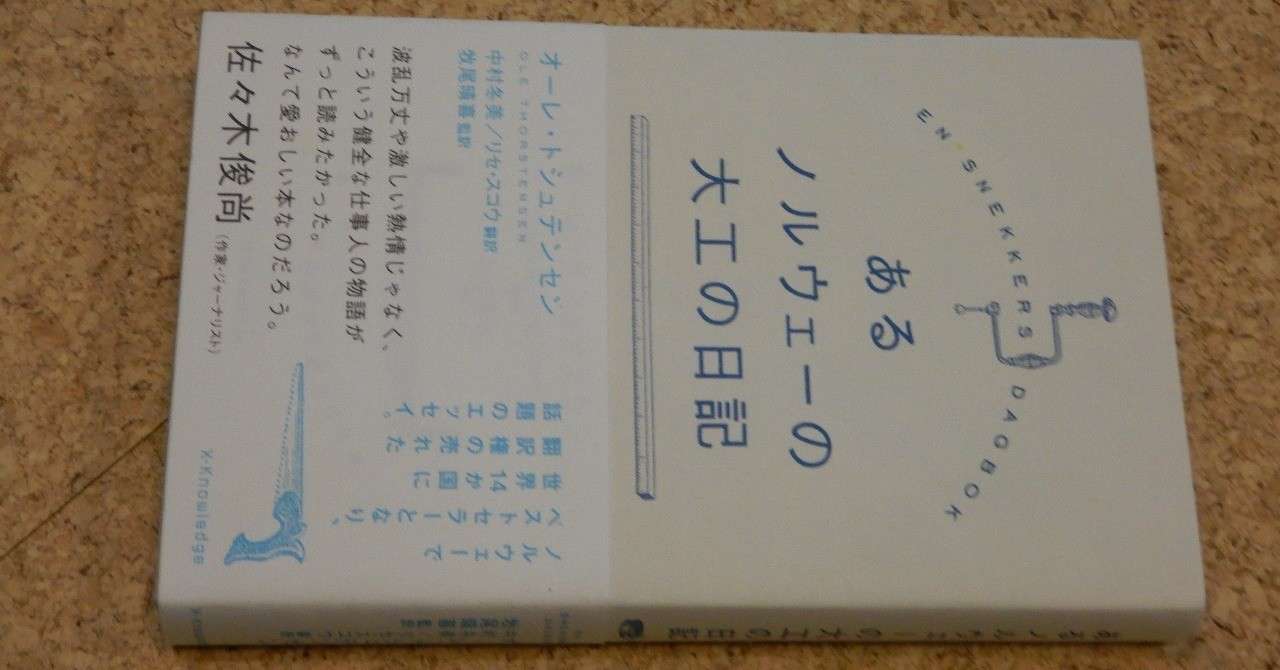 EN SNEKKERS DAGBOK
ある
ノルウェーの
大工の日記
オーレ・トシュテンセン
OLE THORSTENSEN
中村冬美/リセ・スコウ 翻訳
牧尾晴喜 監訳
波乱万丈や激しい熱情じゃなく、
こういう健全な仕事人の物語が
ずっと読みたかった。
なんて愛おしい本なのだろう。
佐々木俊尚(作家・ジャーナリスト)
ノルウェーで
ベストセラーとなり、
世界14か国に
翻訳権の売れた
話題のエッセイ。
X-Knowledge
あるノルウェーの大工の日記